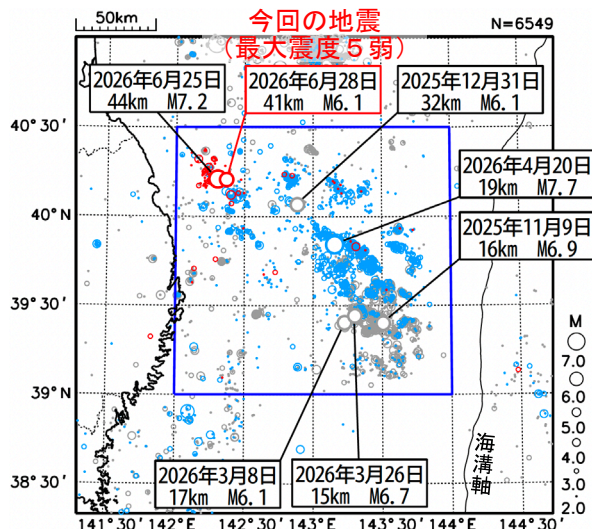 50km
今回の地震
（最大震度５弱）
N=6549
2026年6月25日
44km M7.2
2026年6月28日
41km M6.1
2025年12月31日
32km M6.1
2026年4月20日
19km M7.7
2025年11月9日
16km M6.9
2026年3月8日
17km M6.1
2026年3月26日
15km M6.7
40°30′
40°N
39°30′
39°N
38°30′
141°30′
142°E
142°30′
143°E
143°30′
144°E
144°30′
海溝軸
M
7.0
6.0
5.0
4.0
3.0
2.0